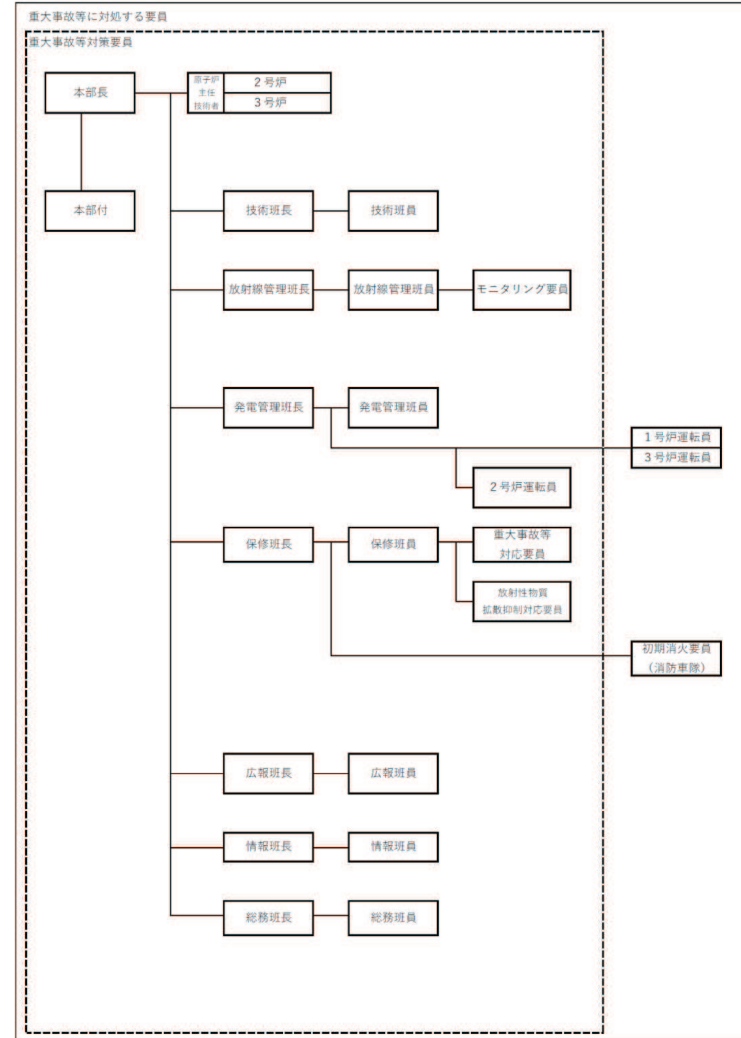 重大事故等に対処する要員
重大事故等対策要員
本部長
原子炉
主任
技術者
2号炉
3号炉
本部付
技術班長
技術班員
放射線管理班長
放射線管理班員
モニタリング要員
発電管理班長
発電管理班員
1号炉運転員
3号炉運転員
2号炉運転員
保修班長
保修班員
重大事故等
対応要員
放射性物質
拡散抑制対応要員
初期消火要員
（消防車隊）
広報班長
広報班員
情報班長
情報班員
総務班長
総務班員